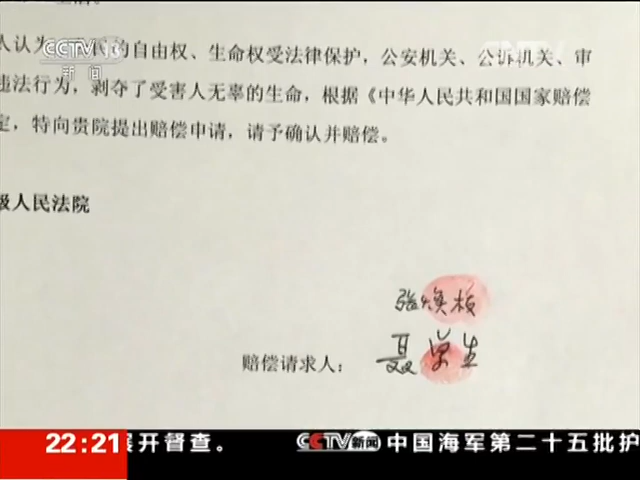 CCTV 13
新闻
人认为 民的自由权、生命权受法律保护，公安机关、公诉机关、审
违法行为，剥夺了受害人无辜的生命，根据《中华人民共和国国家赔偿
定，特向贵院提出赔偿申请，请予确认并赔偿。
级人民法院
张焕枝
赔偿请求人：聂学生
22:21 展开督查。 CCTV新闻 中国海军第二十五批护